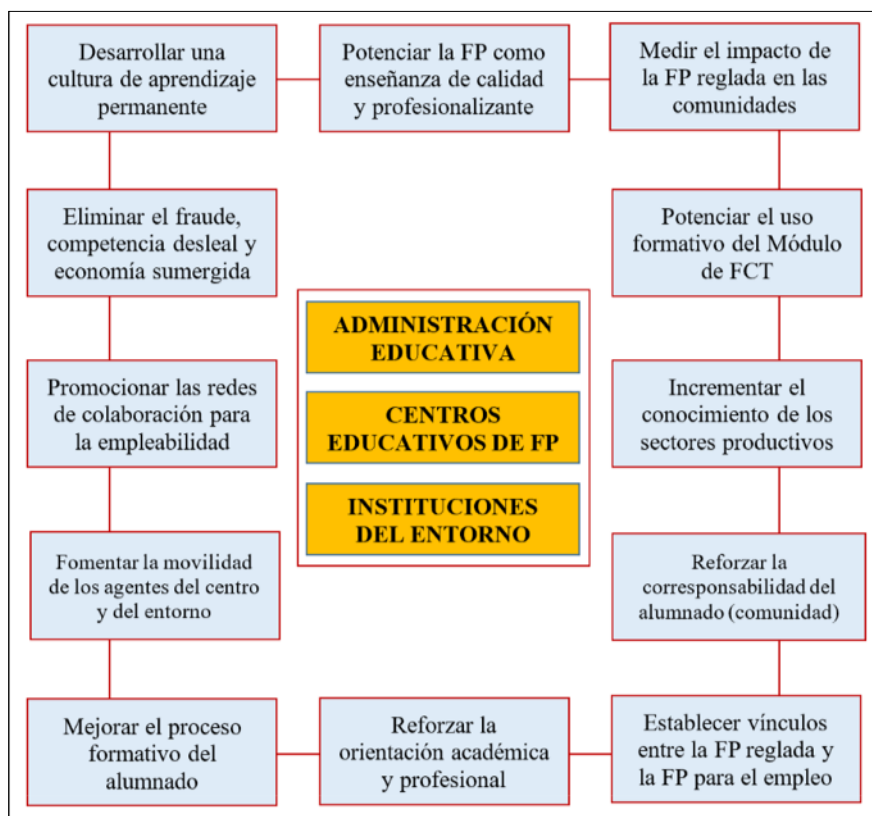 Desarrollar una
cultura de aprendizaje
permanente
Potenciar la FP como
enseñanza de calidad
y profesionalizante
Medir el impacto de
la FP reglada en las
comunidades
Eliminar el fraude,
competencia desleal y
economía sumergida
Potenciar el uso
formativo del Módulo
de FCT
ADMINISTRACIÓN
EDUCATIVA
Promocionar las redes
de colaboración para
la empleabilidad
CENTROS
EDUCATIVOS DE FP
Incrementar el
conocimiento de los
sectores productivos
INSTITUCIONES
DEL ENTORNO
Fomentar la movilidad
de los agentes del centro
y del entorno
Reforzar la
corresponsabilidad del
alumnado (comunidad)
Mejorar el proceso
formativo del
alumnado
Reforzar la
orientación académica
y profesional
Establecer vínculos
entre la FP reglada y
la FP para el empleo